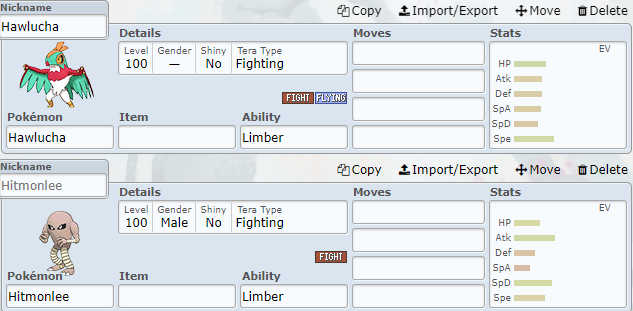 Nickname
Hawlucha
Copy Import/Export Move Delete
Details Moves Stats
Level Gender Shiny Tera Type
100 — No Fighting
EV
HP
Atk
Def
SpA
SpD
Spe
FIGHT FLYING
Pokémon Item Ability
Hawlucha Limber
Nickname
Hitmonlee
Copy Import/Export Move Delete
Details Moves Stats
Level Gender Shiny Tera Type
100 Male No Fighting
EV
HP
Atk
Def
SpA
SpD
Spe
FIGHT
Pokémon Item Ability
Hitmonlee Limber